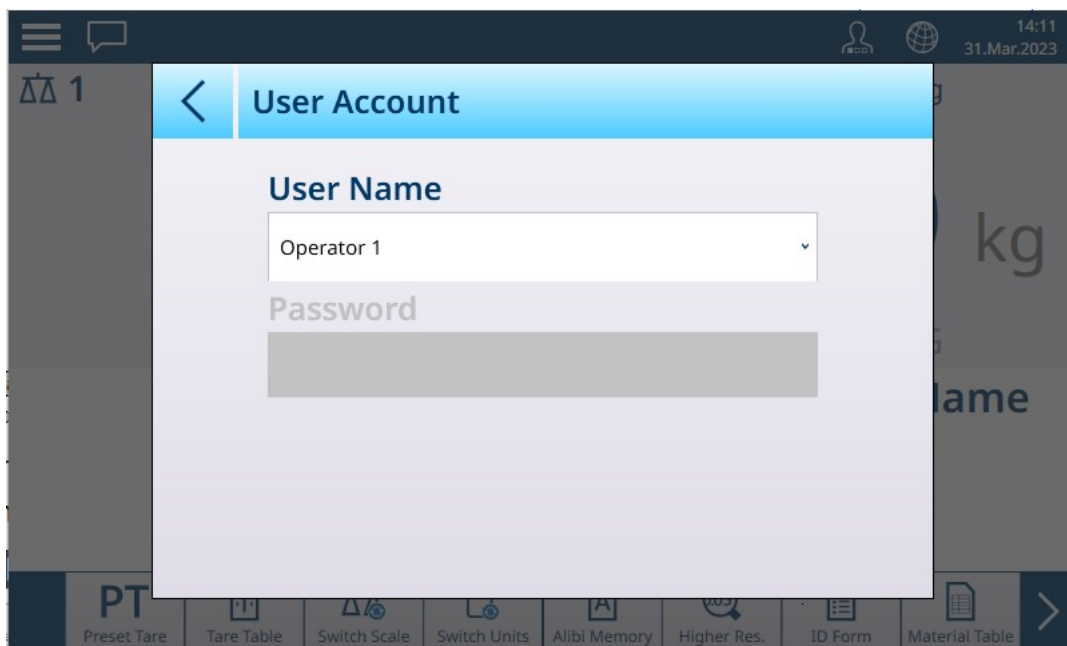 14:11
31.Mar.2023
1
g
User Account
User Name
Operator 1
kg
Password
G
ame
PT
Preset Tare
Tare Table
Switch Scale
Switch Units
A
Alibi Memory
Higher Res.
ID Form
Material Table